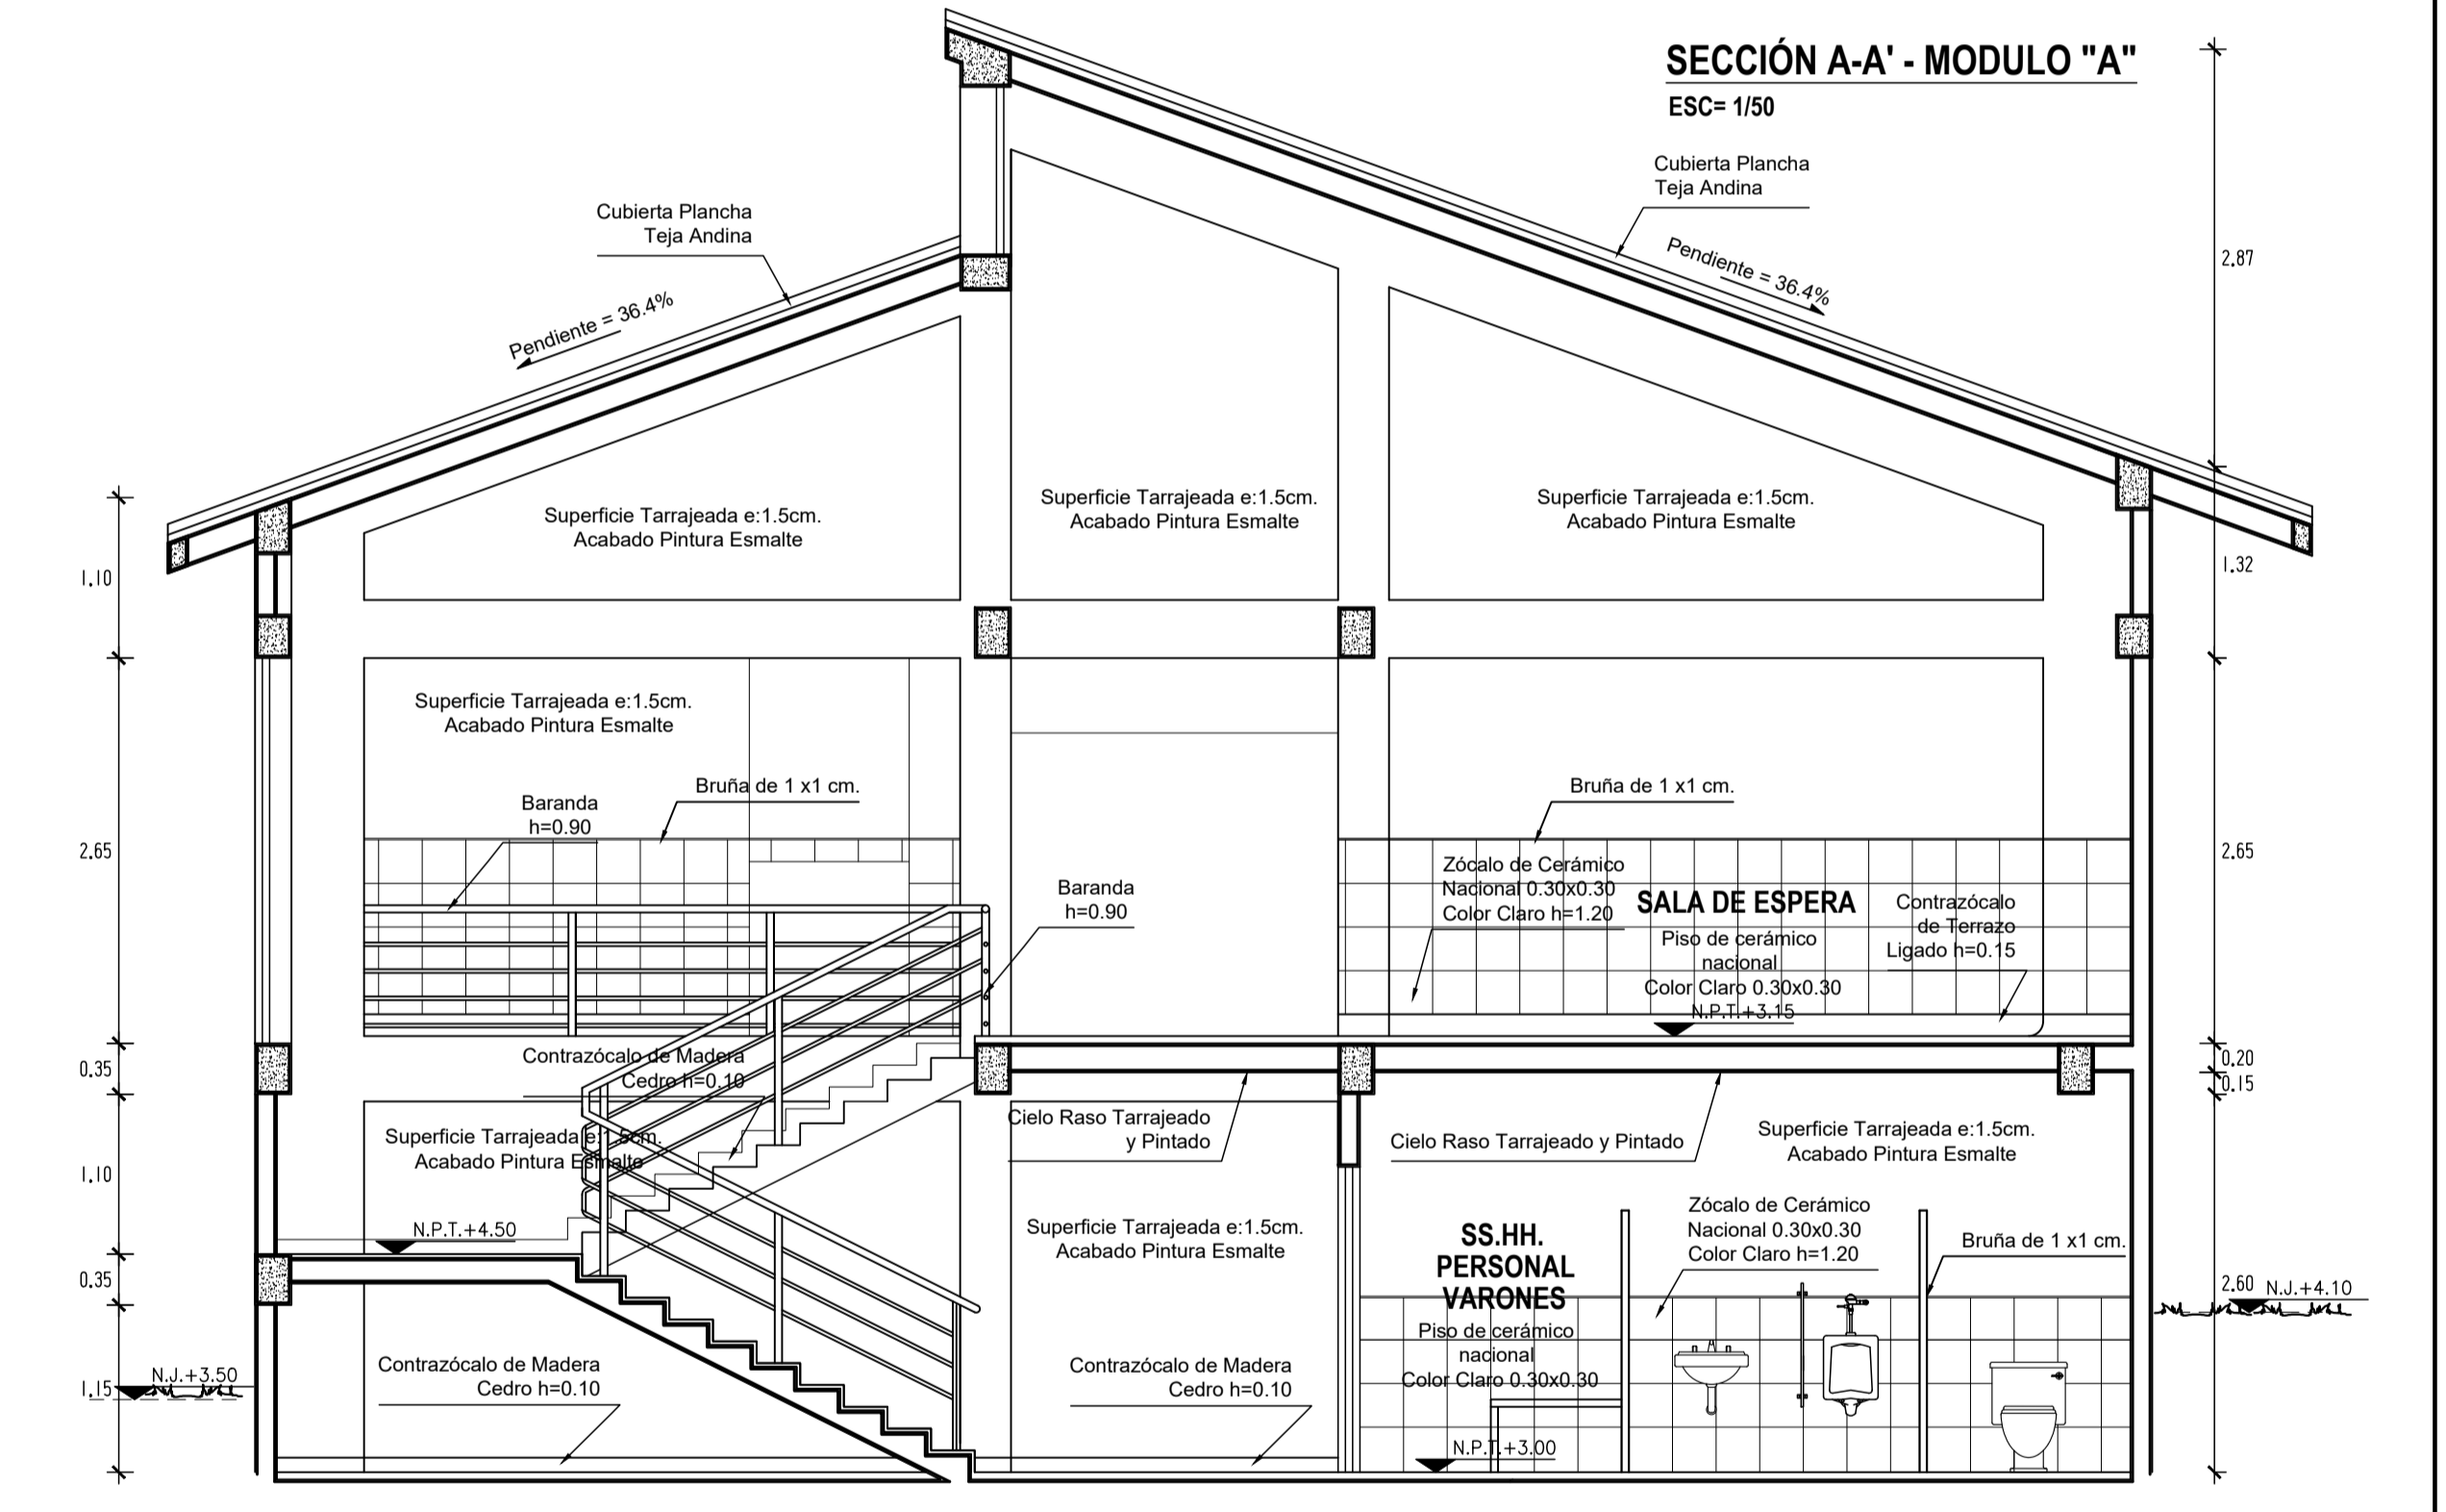 SECCIÓN A-A' - MODULO "A"
ESC= 1/50
Cubierta Plancha
Teja Andina
Pendiente = 36.4%
Cubierta Plancha
Teja Andina
Pendiente = 36.4%
2.87
Superficie Tarrajeada e:1.5cm.
Acabado Pintura Esmalte
Superficie Tarrajeada e:1.5cm.
Acabado Pintura Esmalte
Superficie Tarrajeada e:1.5cm.
Acabado Pintura Esmalte
1.10
1.32
Superficie Tarrajeada e:1.5cm.
Acabado Pintura Esmalte
Bruña de 1 x1 cm.
Baranda
h=0.90
Bruña de 1 x1 cm.
2.65
2.65
Baranda
h=0.90
Zócalo de Cerámico
Nacional 0.30x0.30
Color Claro h=1.20
SALA DE ESPERA
Piso de cerámico
nacional
Color Claro 0.30x0.30
N.P.T.+3.15
Contrazócalo
de Terrazo
Ligado h=0.15
0.35
Contrazócalo de Madera
Cedro h=0.10
0.20
0.15
Superficie Tarrajeada e:1.5cm.
Acabado Pintura Esmalte
Cielo Raso Tarrajeado
y Pintado
Cielo Raso Tarrajeado y Pintado
Superficie Tarrajeada e:1.5cm.
Acabado Pintura Esmalte
1.10
N.P.T.+4.50
Superficie Tarrajeada e:1.5cm.
Acabado Pintura Esmalte
SS.HH.
PERSONAL
VARONES
Piso de cerámico
nacional
Color Claro 0.30x0.30
Zócalo de Cerámico
Nacional 0.30x0.30
Color Claro h=1.20
Bruña de 1 x1 cm.
0.35
2.60
N.J.+4.10
N.J.+3.50
1.15
Contrazócalo de Madera
Cedro h=0.10
Contrazócalo de Madera
Cedro h=0.10
N.P.T.+3.00